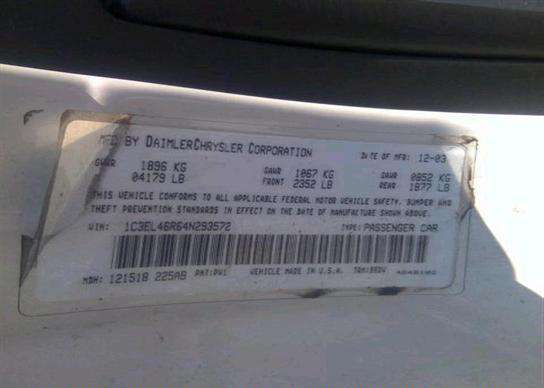 MFD BY DAIMLERCHRYSLER CORPORATION DATE OF MFR 12-03
GVWR 1896 KG GAWR 1067 KG GAWR 0852 KG
04179 LB FRONT 2352 LB REAR 1877 LB
THIS VEHICLE CONFORMS TO ALL APPLICABLE FEDERAL MOTOR VEHICLE SAFETY, BUMPER AND
THEFT PREVENTION STANDARDS IN EFFECT ON THE DATE OF MANUFACTURE SHOWN ABOVE.
VIN: 1C3EL46R64N293572 TYPE: PASSENGER CAR
MDH: 121518 225AB PNT: PW1 VEHICLE MADE IN U.S.A.